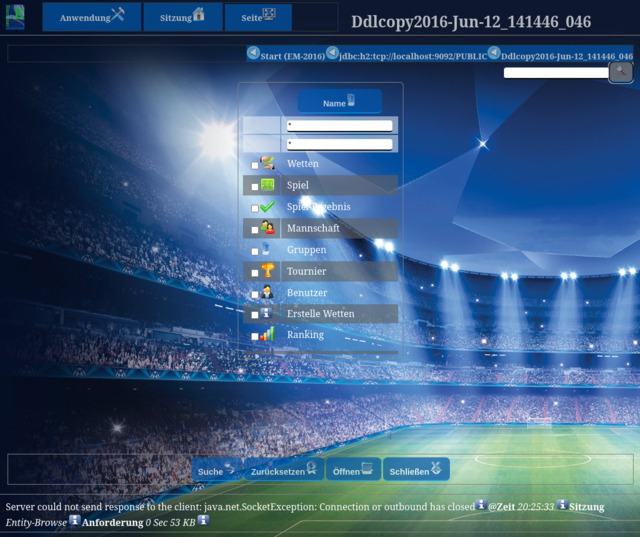 Anwendung Sitzung Seite Ddlcopy2016-Jun-12_141446_046
Start (EM-2016) jdbc:h2:tcp://localhost:9092/PUBLIC Ddlcopy2016-Jun-12_141446_046
Name
*
*
Wetten
Spiel
Spiel Ergebnis
Mannschaft
Gruppen
Tournier
Benutzer
Erstelle Wetten
Ranking
Suche Zurücksetzen Öffnen Schließen
Server could not send response to the client: java.net.SocketException: Connection or outbound has closed @Zeit 20:25:33 Sitzung
Entity-Browse Anforderung 0 Sec 53 KB